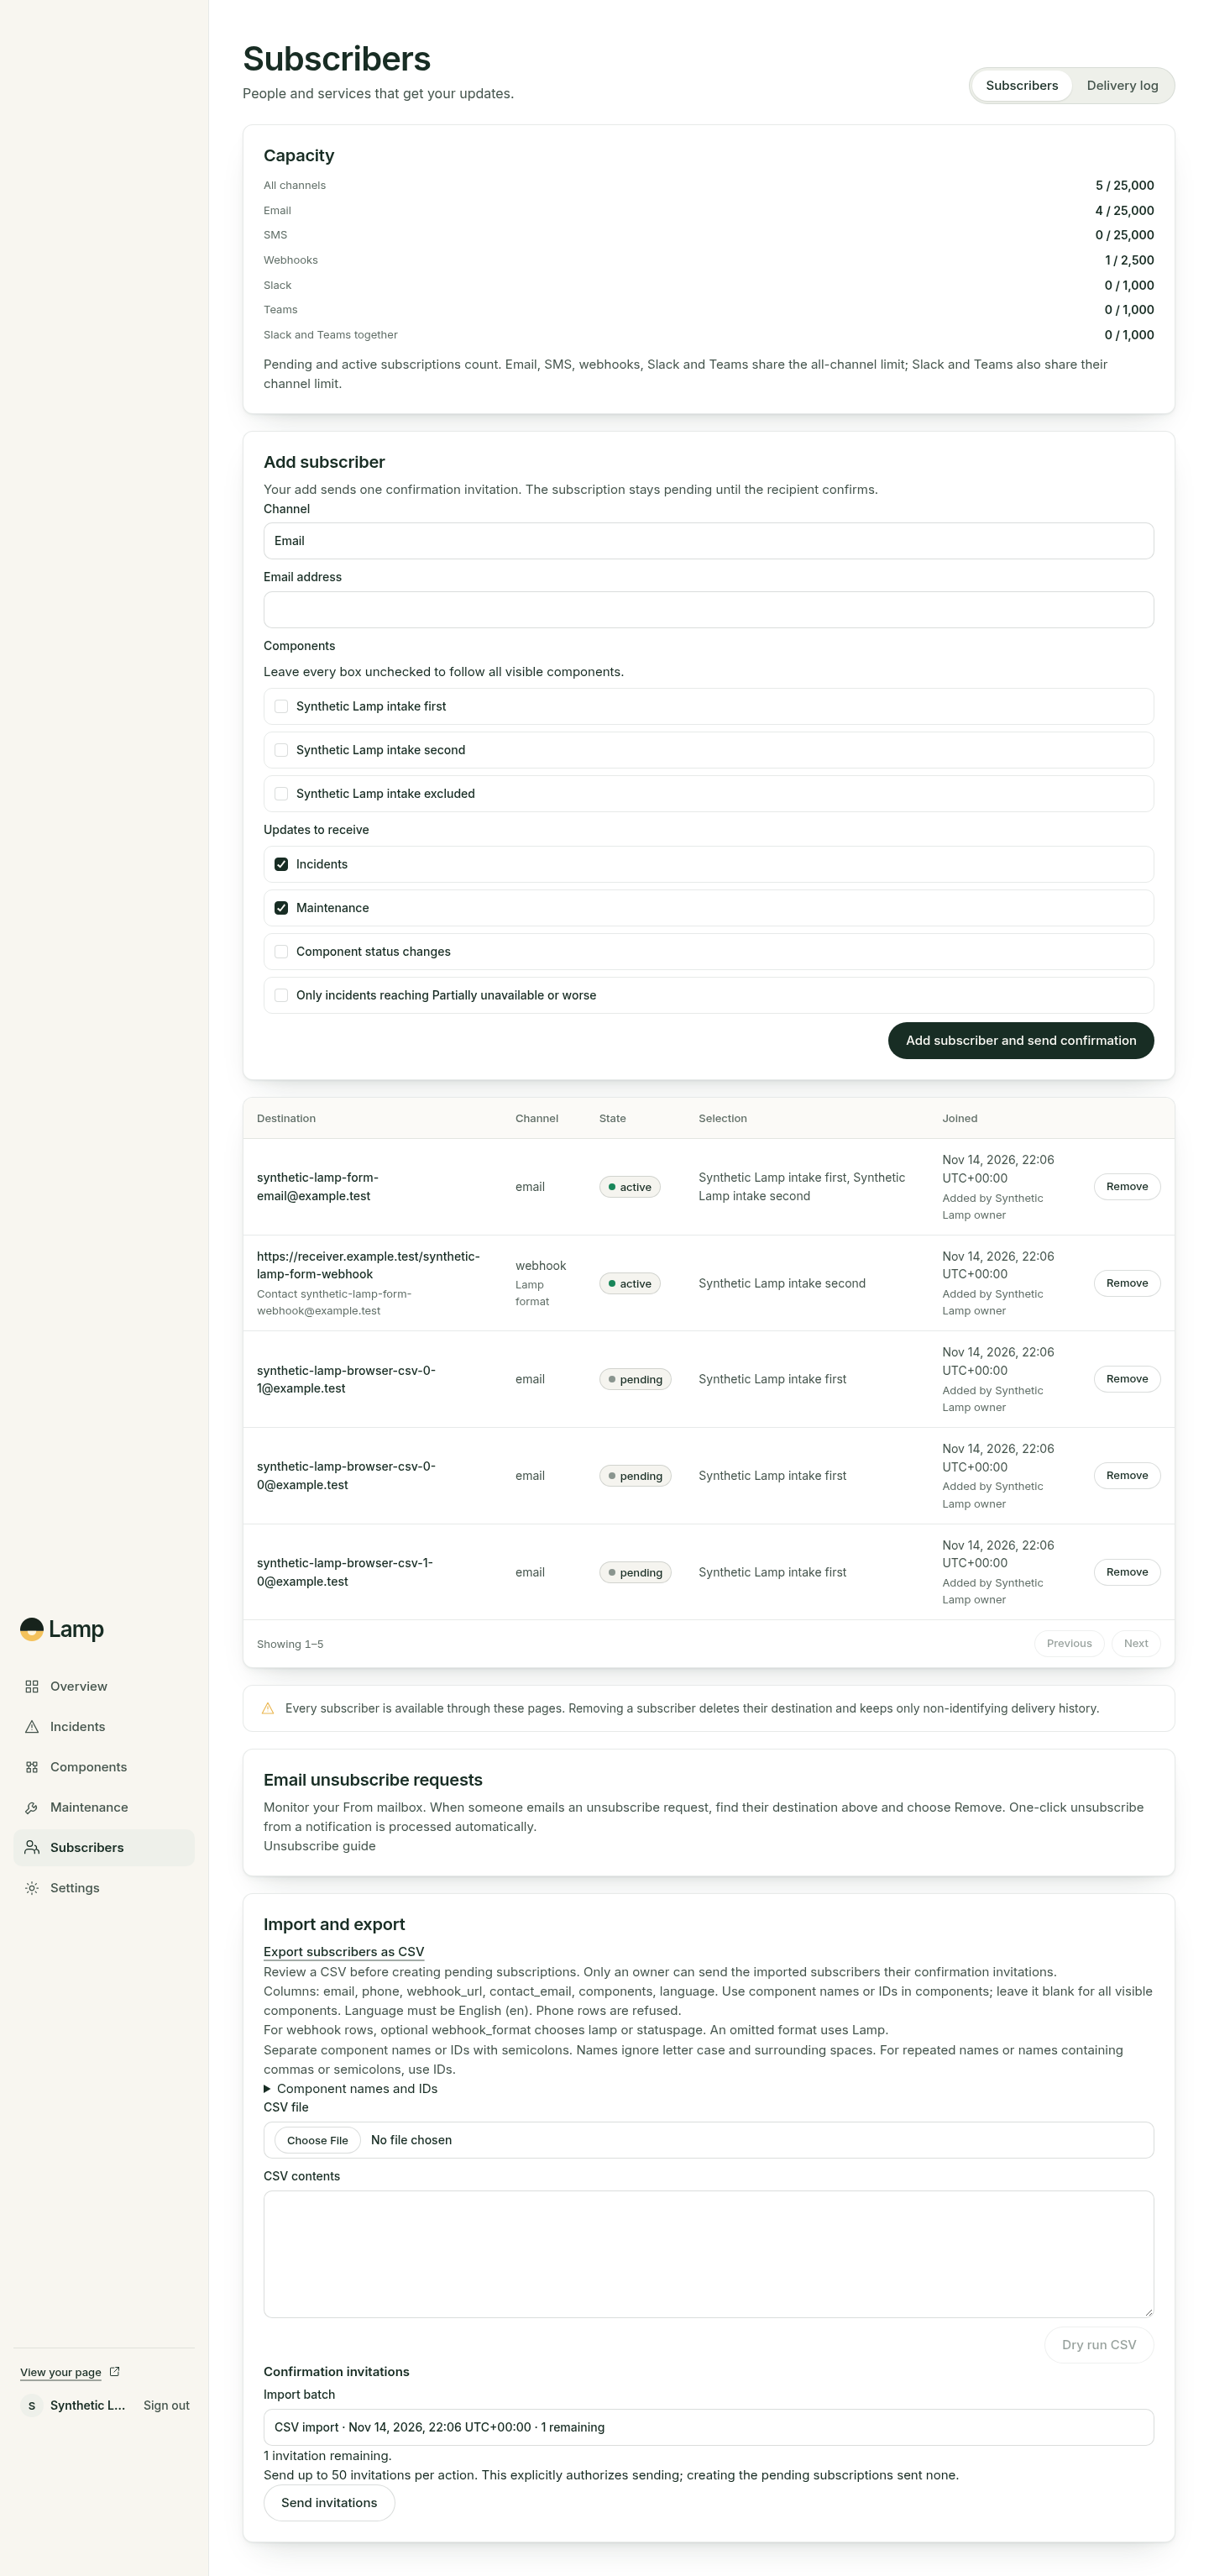 Subscribers
People and services that get your updates.
Subscribers
Delivery log
Capacity
All channels
5 / 25,000
Email
4 / 25,000
SMS
0 / 25,000
Webhooks
1 / 2,500
Slack
0 / 1,000
Teams
0 / 1,000
Slack and Teams together
0 / 1,000
Pending and active subscriptions count. Email, SMS, webhooks, Slack and Teams share the all-channel limit; Slack and Teams also share their
channel limit.
Add subscriber
Your add sends one confirmation invitation. The subscription stays pending until the recipient confirms.
Channel
Email
Email address
Components
Leave every box unchecked to follow all visible components.
Synthetic Lamp intake first
Synthetic Lamp intake second
Synthetic Lamp intake excluded
Updates to receive
Incidents
Maintenance
Component status changes
Only incidents reaching Partially unavailable or worse
Add subscriber and send confirmation
Destination
Channel
State
Selection
Joined
synthetic-lamp-form-
email@example.test
email
active
Synthetic Lamp intake first, Synthetic
Lamp intake second
Nov 14, 2026, 22:06
UTC+00:00
Added by Synthetic
Lamp owner
Remove
https://receiver.example.test/synthetic-
lamp-form-webhook
Contact synthetic-lamp-form-
webhook@example.test
webhook
Lamp
format
active
Synthetic Lamp intake second
Nov 14, 2026, 22:06
UTC+00:00
Added by Synthetic
Lamp owner
Remove
synthetic-lamp-browser-csv-0-
1@example.test
email
pending
Synthetic Lamp intake first
Nov 14, 2026, 22:06
UTC+00:00
Added by Synthetic
Lamp owner
Remove
synthetic-lamp-browser-csv-0-
0@example.test
email
pending
Synthetic Lamp intake first
Nov 14, 2026, 22:06
UTC+00:00
Added by Synthetic
Lamp owner
Remove
synthetic-lamp-browser-csv-1-
0@example.test
email
pending
Synthetic Lamp intake first
Nov 14, 2026, 22:06
UTC+00:00
Added by Synthetic
Lamp owner
Remove
Showing 1–5
Previous
Next
Every subscriber is available through these pages. Removing a subscriber deletes their destination and keeps only non-identifying delivery history.
Email unsubscribe requests
Monitor your From mailbox. When someone emails an unsubscribe request, find their destination above and choose Remove. One-click unsubscribe
from a notification is processed automatically.
Unsubscribe guide
Import and export
Export subscribers as CSV
Review a CSV before creating pending subscriptions. Only an owner can send the imported subscribers their confirmation invitations.
Columns: email, phone, webhook_url, contact_email, components, language. Use component names or IDs in components; leave it blank for all visible
components. Language must be English (en). Phone rows are refused.
For webhook rows, optional webhook_format chooses lamp or statuspage. An omitted format uses Lamp.
Separate component names or IDs with semicolons. Names ignore letter case and surrounding spaces. For repeated names or names containing
commas or semicolons, use IDs.
Component names and IDs
CSV file
Choose File
No file chosen
CSV contents
Dry run CSV
Confirmation invitations
Import batch
CSV import · Nov 14, 2026, 22:06 UTC+00:00 · 1 remaining
1 invitation remaining.
Send up to 50 invitations per action. This explicitly authorizes sending; creating the pending subscriptions sent none.
Send invitations
Lamp
Overview
Incidents
Components
Maintenance
Subscribers
Settings
View your page
S
Synthetic L…
Sign out